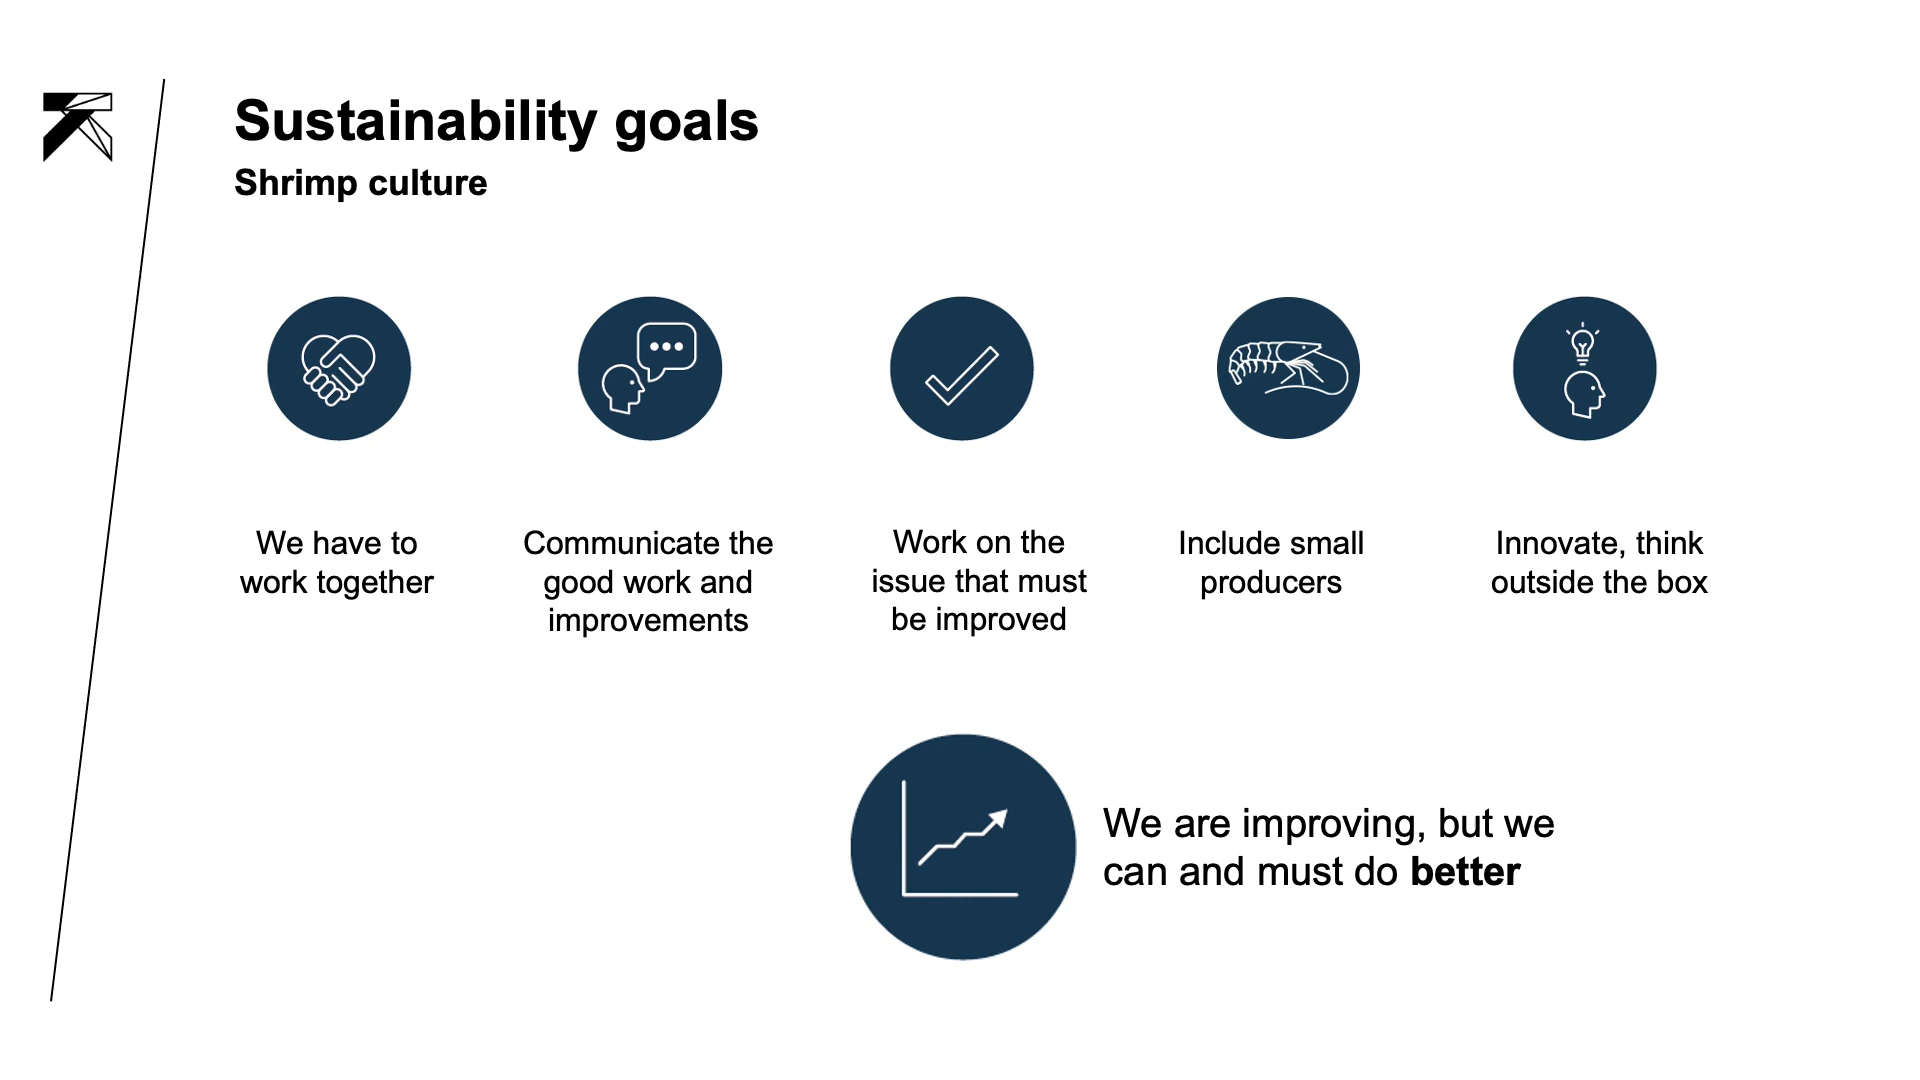 Sustainability goals
Shrimp culture
We have to
work together
Communicate the
good work and
improvements
Work on the
issue that must
be improved
Include small
producers
Innovate, think
outside the box
We are improving, but we
can and must do better